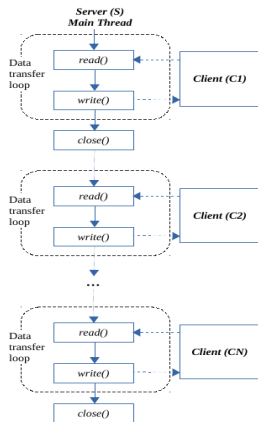 Server (S)
Main Thread
Data
transfer
loop
read()
write()
Client (C1)
close()
Data
transfer
loop
read()
write()
Client (C2)
...
Data
transfer
loop
read()
write()
Client (CN)
close()